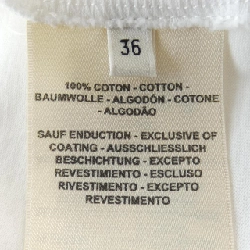 36
100% COTON - COTTON -
BAUMWOLLE - ALGODÓN - COTONE
- ALGODÃO
SAUF ENDUCTION - EXCLUSIVE OF
COATING - AUSSCHLIESSLICH
BESCHICHTUNG - EXCEPTO
REVESTIMIENTO - ESCLUSO
RIVESTIMENTO - EXCEPTO
REVESTIMENTO